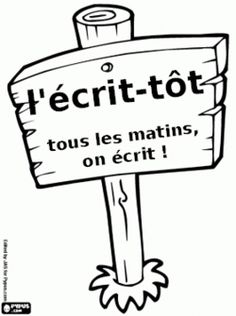 l'écrit-tôt
tous les matins,
on écrit !